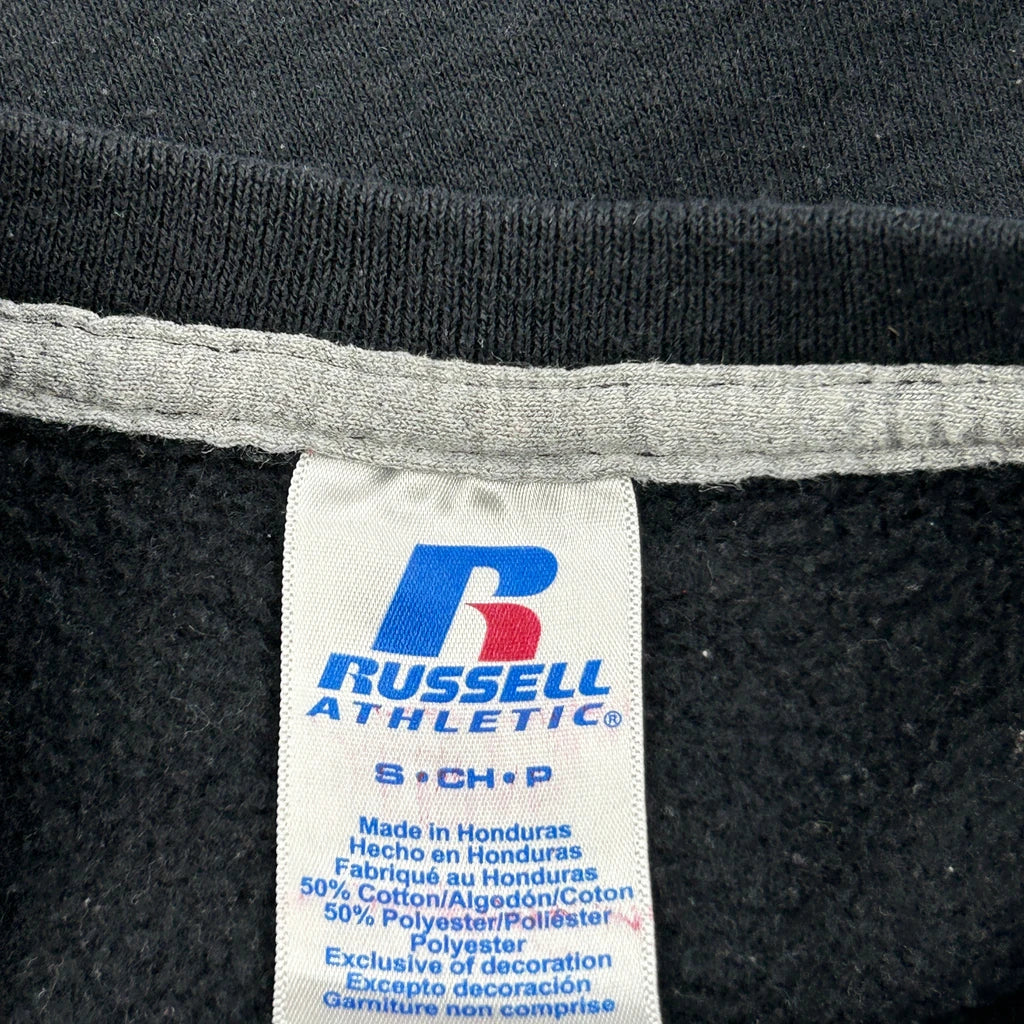 R
RUSSELL
ATHLETIC®
S•CH•P
Made in Honduras
Hecho en Honduras
Fabriqué au Honduras
50% Cotton/Algodón/Coton
50% Polyester/Poliéster
Polyester
Exclusive of decoration
Excepto decoración
Garniture non comprise